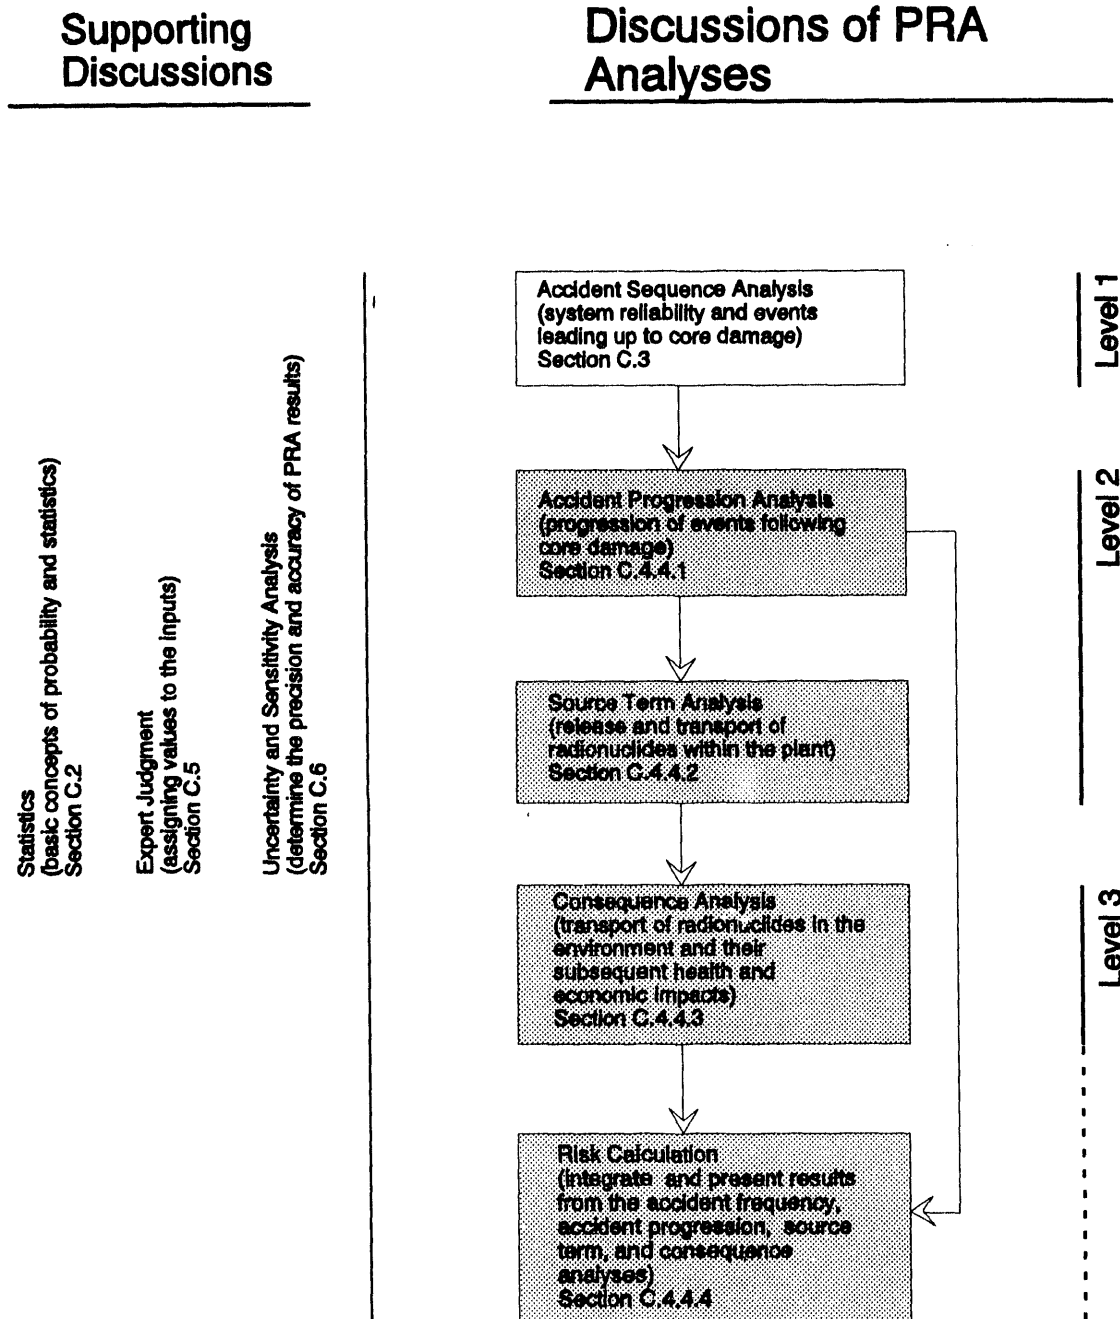 Supporting
Discussions
Discussions of PRA
Analyses
Statistics
(basic concepts of probability and statistics)
Section C.2
Expert Judgment
(assigning values to the inputs)
Section C.5
Uncertainty and Sensitivity Analysis
(determine the precision and accuracy of PRA results)
Section C.6
Accident Sequence Analysis
(system reliability and events
leading up to core damage)
Section C.3
Level 1
Accident Progression Analysis
(progression of events following
core damage)
Section C.4.4.1
Level 2
Source Term Analysis
(release and transport of
radionuclides within the plant)
Section C.4.4.2
Consequence Analysis
(transport of radionuclides in the
environment and their
subsequent health and
economic impacts)
Section C.4.4.3
Level 3
Risk Calculation
(integrate and present results
from the accident frequency,
accident progression, source
term, and consequence
analyses)
Section C.4.4.4